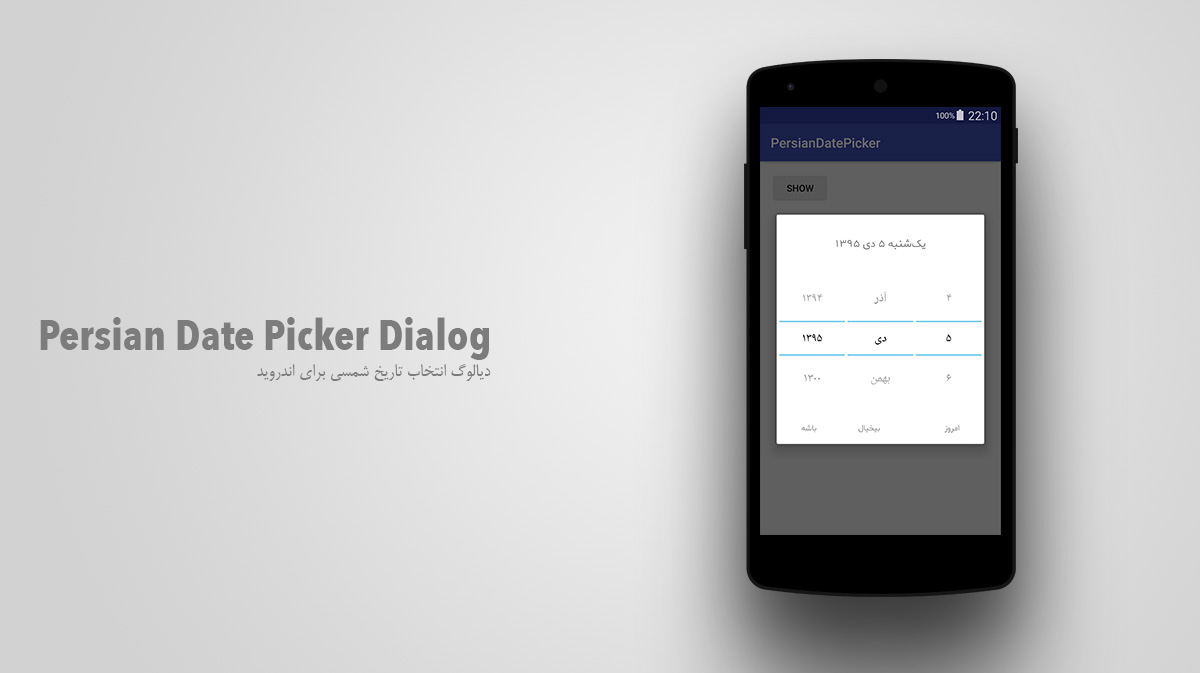 Persian Date Picker Dialog
دیالوگ انتخاب تاریخ شمسی برای اندروید
100% 22:10
PersianDatePicker
SHOW
یک‌شنبه ۵ دی ۱۳۹۵
۴ آذر ۱۳۹۴
۵ دی ۱۳۹۵
۶ بهمن ۱۳۰۰
امروز بیخیال باشه